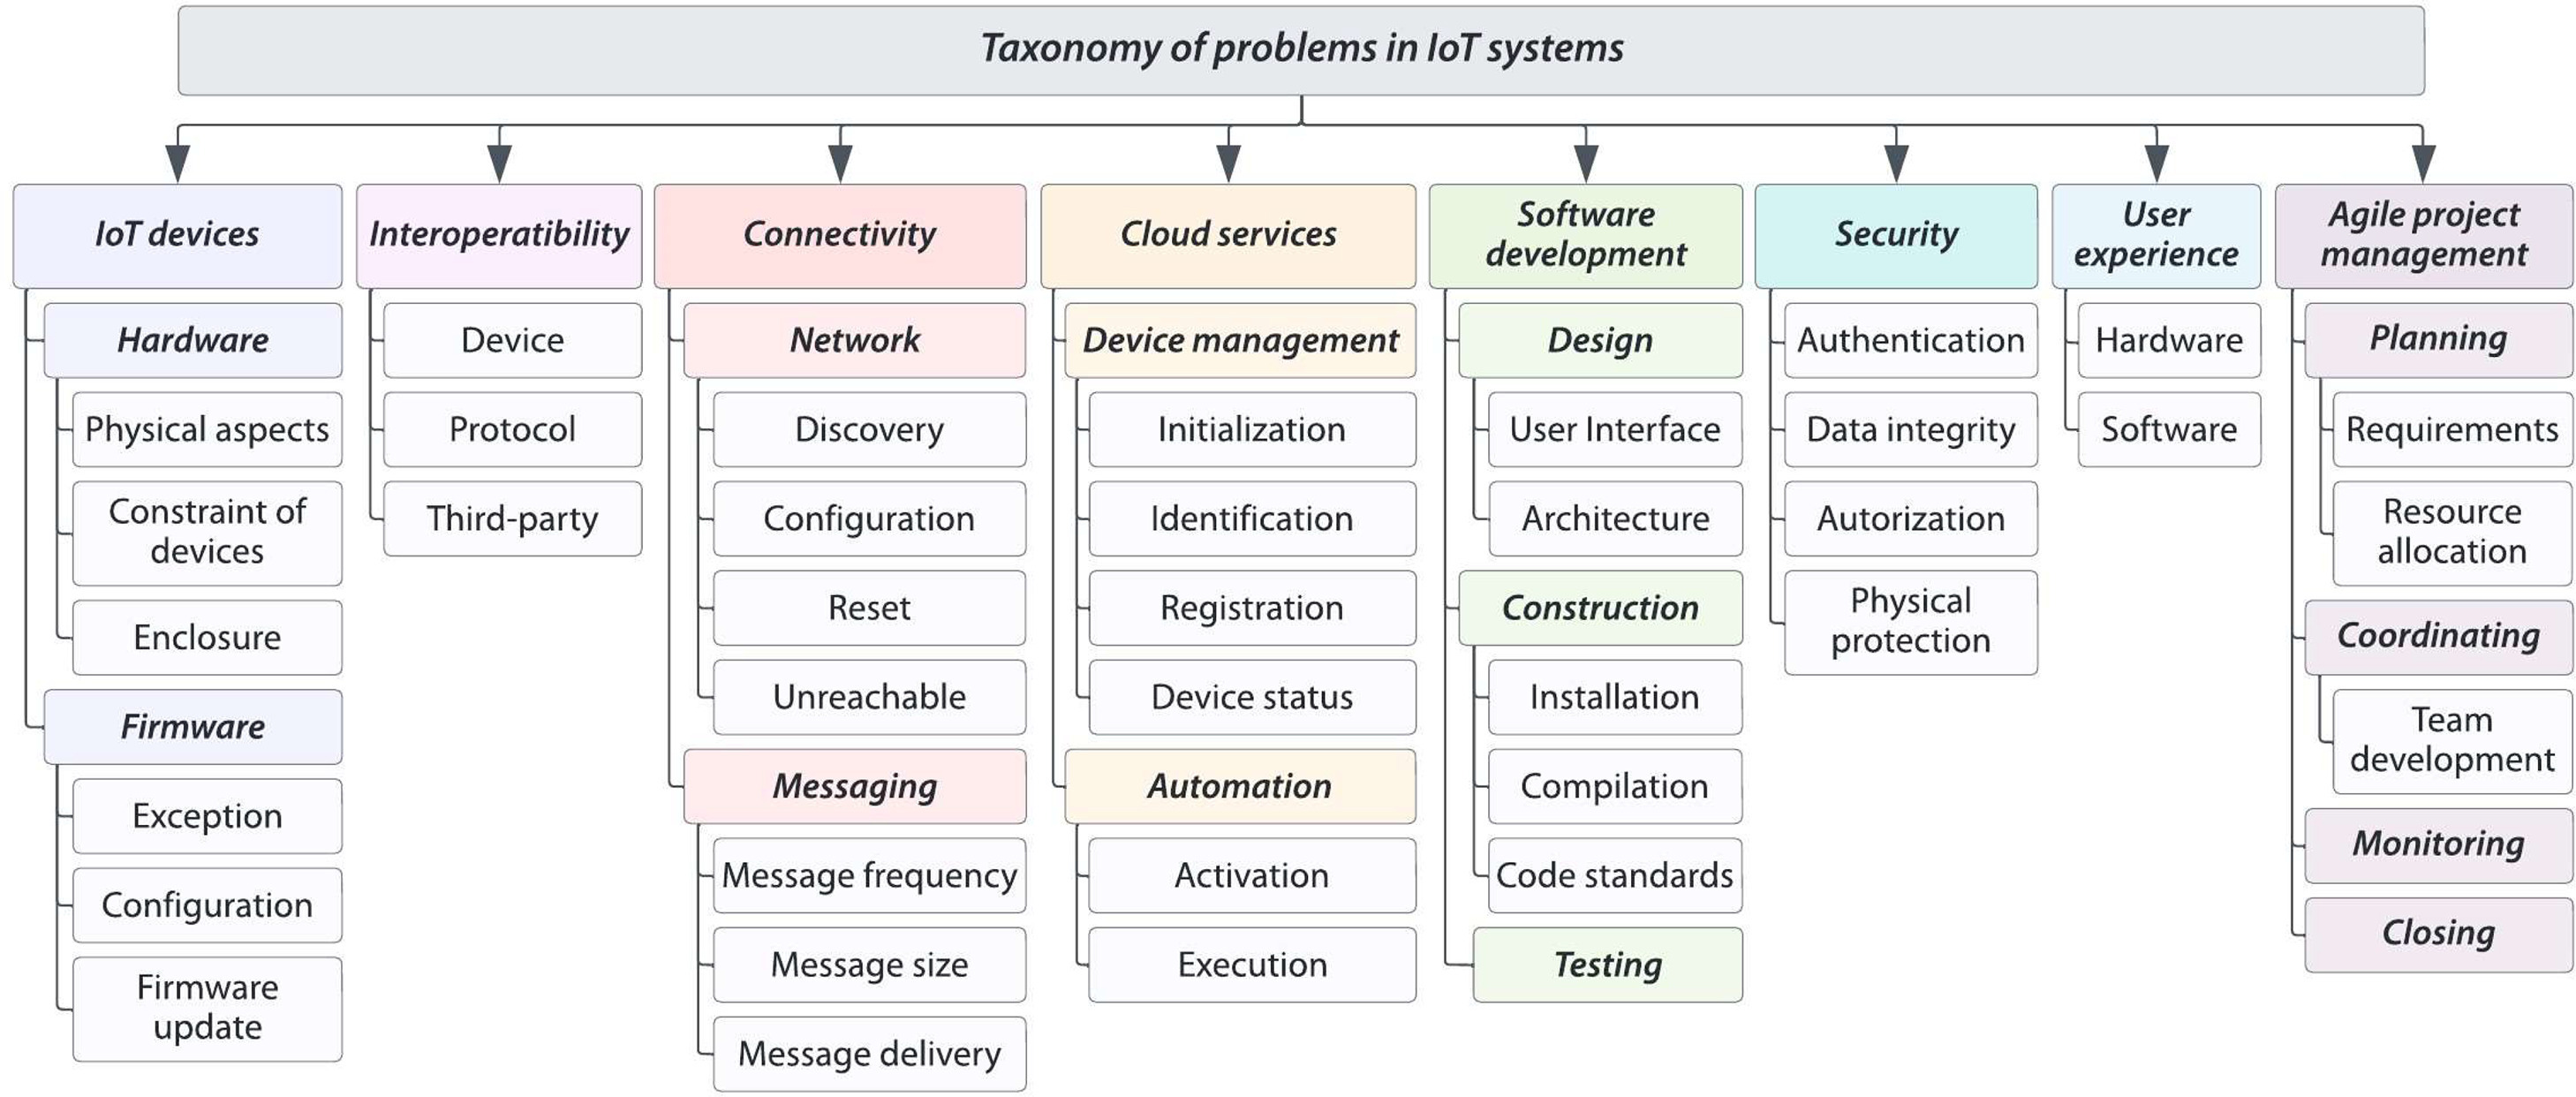 Taxonomy of problems in IoT systems
IoT devices
Hardware
Physical aspects
Constraint of
devices
Enclosure
Firmware
Exception
Configuration
Firmware
update
Interoperatibility
Device
Protocol
Third-party
Connectivity
Network
Discovery
Configuration
Reset
Unreachable
Messaging
Message frequency
Message size
Message delivery
Cloud services
Device management
Initialization
Identification
Registration
Device status
Automation
Activation
Execution
Software
development
Design
User Interface
Architecture
Construction
Installation
Compilation
Code standards
Testing
Security
Authentication
Data integrity
Autorization
Physical
protection
User
experience
Hardware
Software
Agile project
management
Planning
Requirements
Resource
allocation
Coordinating
Team
development
Monitoring
Closing